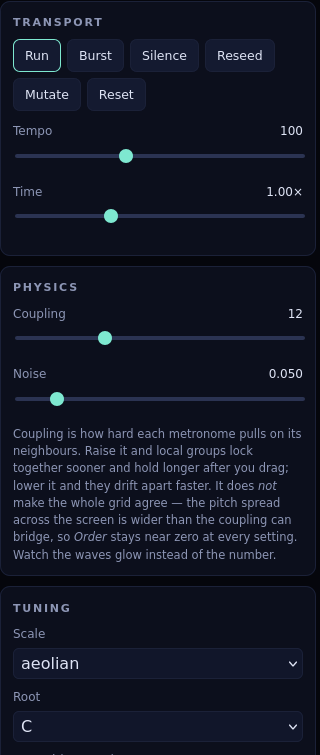 TRANSPORT
Run Burst Silence Reseed
Mutate Reset
Tempo 100
Time 1.00×
PHYSICS
Coupling 12
Noise 0.050
Coupling is how hard each metronome pulls on its
neighbours. Raise it and local groups lock
together sooner and hold longer after you drag;
lower it and they drift apart faster. It does not
make the whole grid agree — the pitch spread
across the screen is wider than the coupling can
bridge, so Order stays near zero at every setting.
Watch the waves glow instead of the number.
TUNING
Scale
aeolian
Root
C